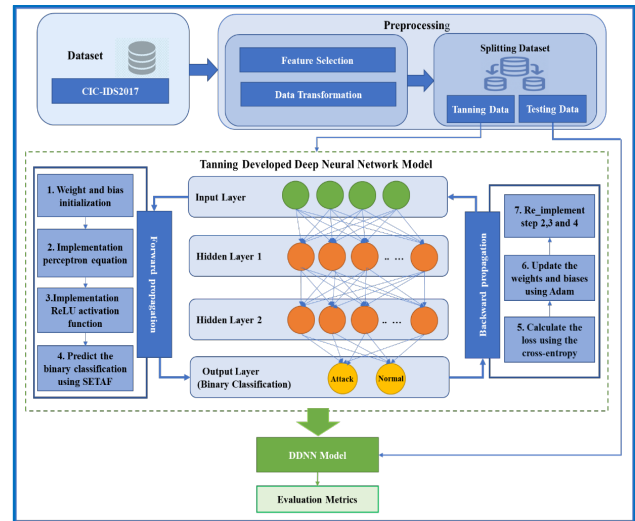 Preprocessing
Dataset
CIC-IDS2017
Feature Selection
Data Transformation
Splitting Dataset
Tanning Data
Testing Data
Tanning Developed Deep Neural Network Model
1. Weight and bias
initialization
2. Implementation
perceptron equation
3.Implementation
ReLU activation
function
4. Predict the
binary classification
using SETAF
Forward propagation
Input Layer
Hidden Layer 1
.. …
Hidden Layer 2
.. …
Output Layer
(Binary Classification)
Attack
Normal
Backward propagation
7. Re_implement
step 2,3 and 4
6. Update the
weights and biases
using Adam
5. Calculate the
loss using the
cross-entropy
DDNN Model
Evaluation Metrics